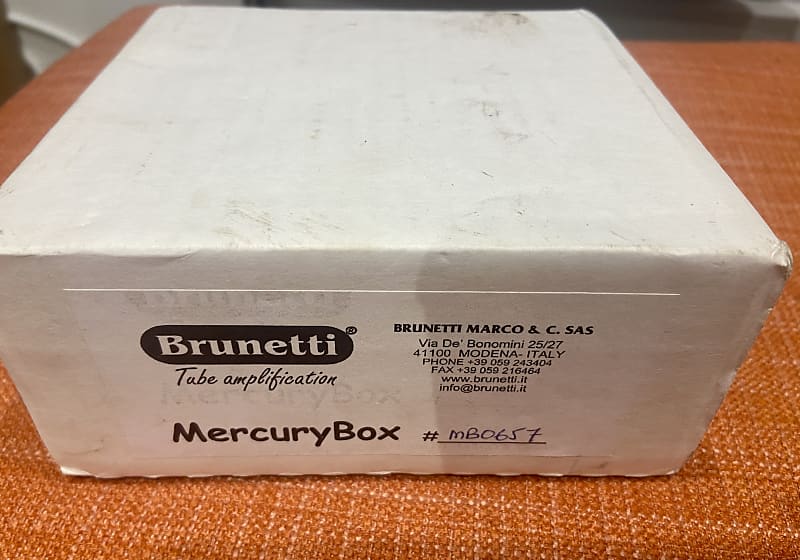 Brunetti®
Tube amplification
BRUNETTI MARCO & C. SAS
Via De' Bonomini 25/27
41100 MODENA- ITALY
PHONE +39 059 243404
FAX +39 059 216464
www.brunetti.it
info@brunetti.it
MercuryBox # MB0657